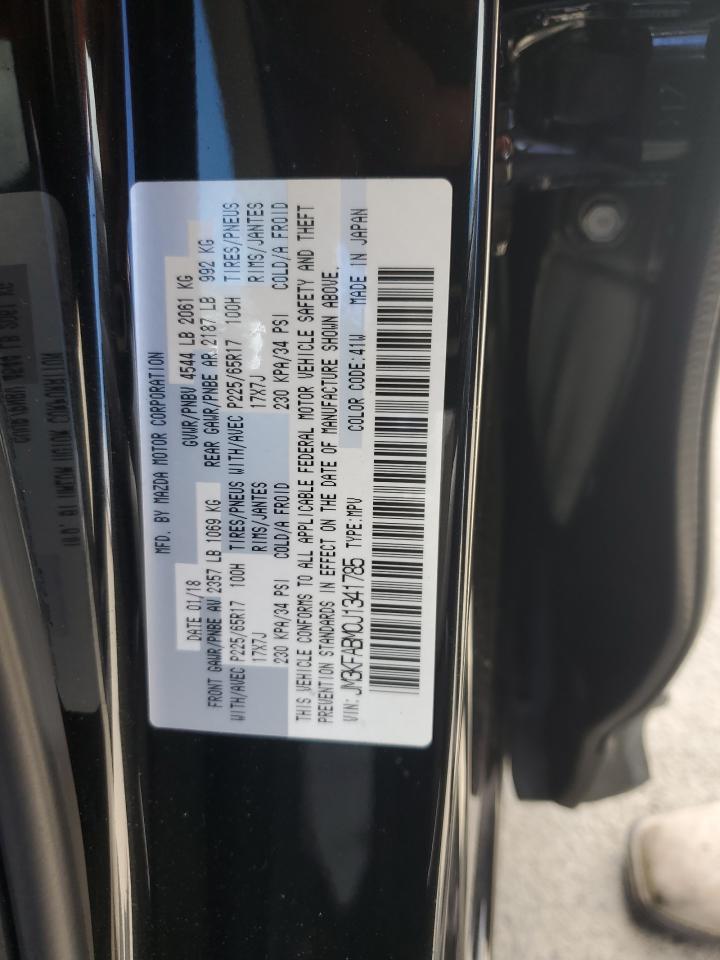 MFD. BY MAZDA MOTOR CORPORATION
DATE 01/18 GVWR/PNBV 4544 LB 2061 KG
FRONT GAWR/PNBE AV 2357 LB 1069 KG REAR GAWR/PNBE AR 2187 LB 992 KG
WITH/AVEC P225/65R17 100H TIRES/PNEUS WITH/AVEC P225/65R17 100H TIRES/PNEUS
17X7J RIMS/JANTES 17X7J RIMS/JANTES
230 KPA/34 PSI COLD/A FROID 230 KPA/34 PSI COLD/A FROID
THIS VEHICLE CONFORMS TO ALL APPLICABLE FEDERAL MOTOR VEHICLE SAFETY AND THEFT
PREVENTION STANDARDS IN EFFECT ON THE DATE OF MANUFACTURE SHOWN ABOVE.
VIN: JM3KFABM0J1341785 TYPE:MPV COLOR CODE:41W MADE IN JAPAN